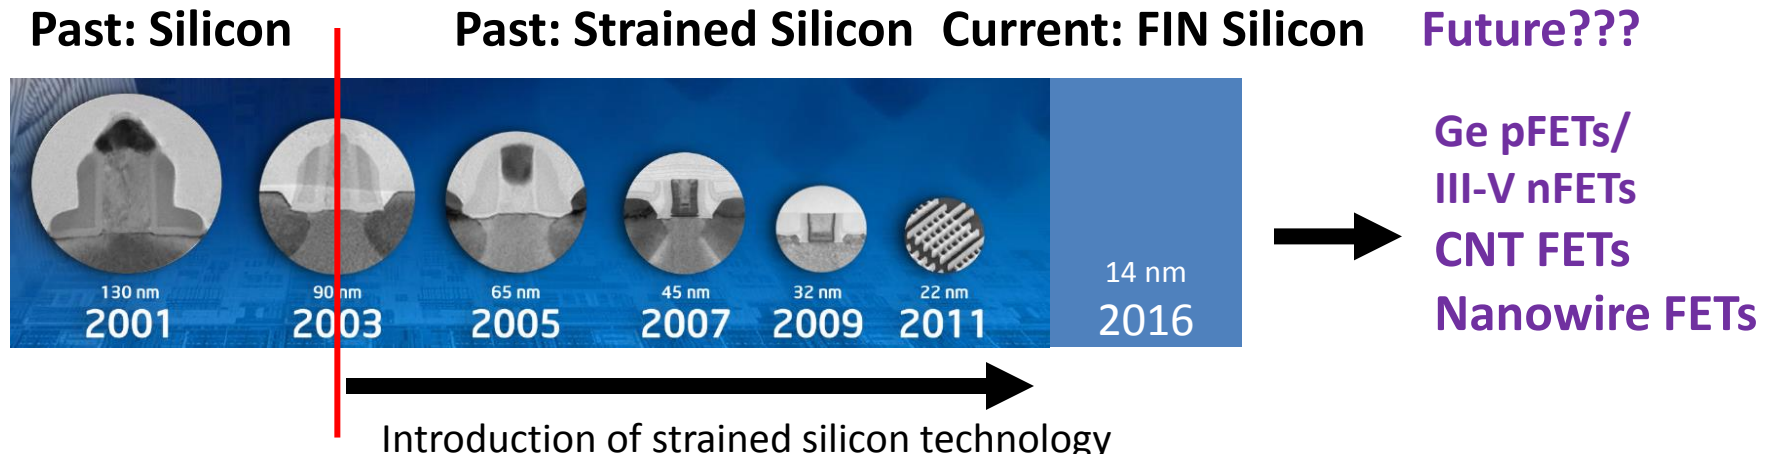 Past: Silicon
Past: Strained Silicon
Current: FIN Silicon
Future???
130 nm
2001
90 nm
2003
65 nm
2005
45 nm
2007
32 nm
2009
22 nm
2011
14 nm
2016
Ge pFETs/
III-V nFETs
CNT FETs
Nanowire FETs
Introduction of strained silicon technology